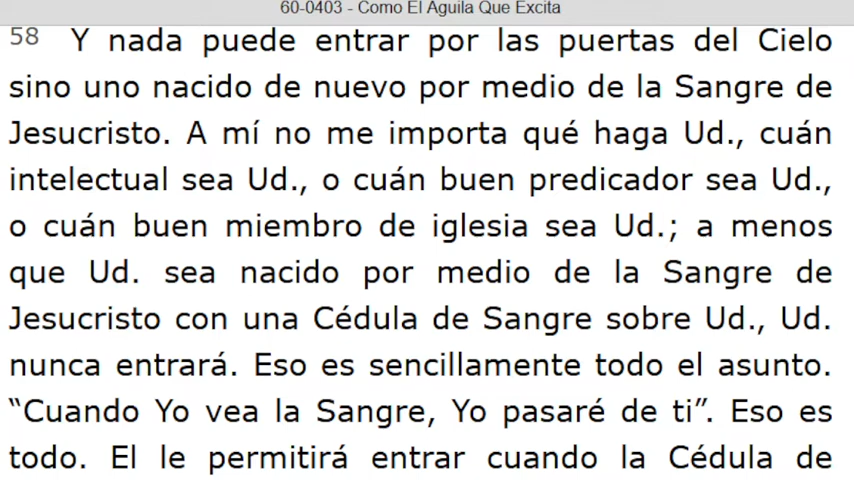 60-0403 - Como El Aguila Que Excita
58 Y nada puede entrar por las puertas del Cielo
sino uno nacido de nuevo por medio de la Sangre de
Jesucristo. A mí no me importa qué haga Ud., cuán
intelectual sea Ud., o cuán buen predicador sea Ud.,
o cuán buen miembro de iglesia sea Ud.; a menos
que Ud. sea nacido por medio de la Sangre de
Jesucristo con una Cédula de Sangre sobre Ud., Ud.
nunca entrará. Eso es sencillamente todo el asunto.
“Cuando Yo vea la Sangre, Yo pasaré de ti”. Eso es
todo. El le permitirá entrar cuando la Cédula de